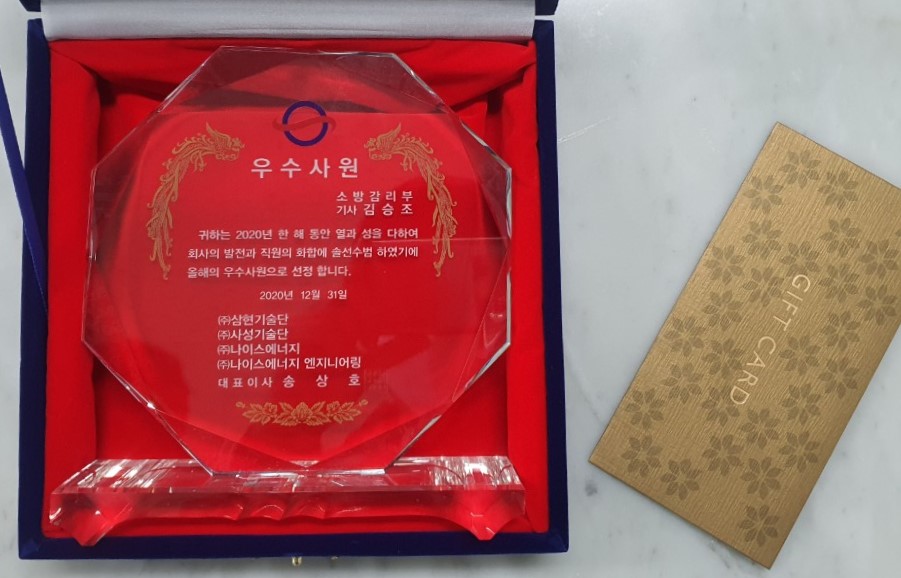 우수사원
소방감리부
기사 김승조
귀하는 2020년 한 해 동안 열과 성을 다하여
회사의 발전과 직원의 화합에 솔선수범 하였기에
올해의 우수사원으로 선정 합니다.
2020년 12월 31일
㈜삼현기술단
㈜사성기술단
㈜나이스에너지
㈜나이스에너지 엔지니어링
대표이사 송 상 호
GIFT CARD